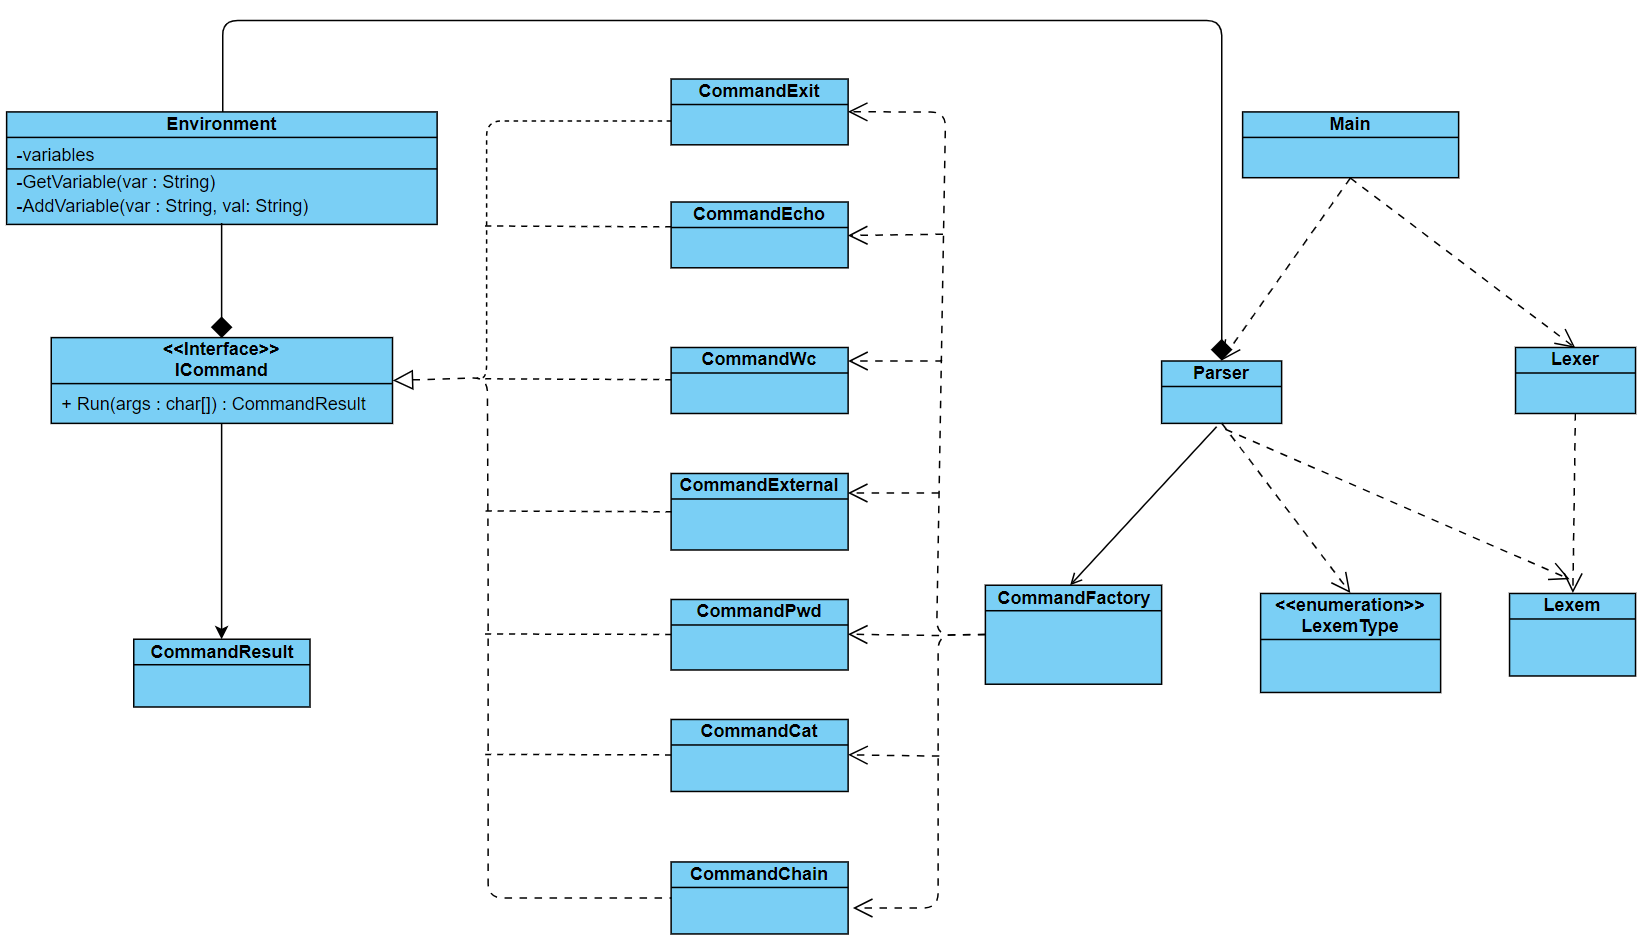 Environment
-variables
-GetVariable(var : String)
-AddVariable(var : String, val: String)
<<Interface>>
ICommand
+ Run(args : char[]) : CommandResult
CommandResult
CommandExit
CommandEcho
CommandWc
CommandExternal
CommandPwd
CommandCat
CommandChain
Main
Parser
Lexer
CommandFactory
<<enumeration>>
LexemType
Lexem